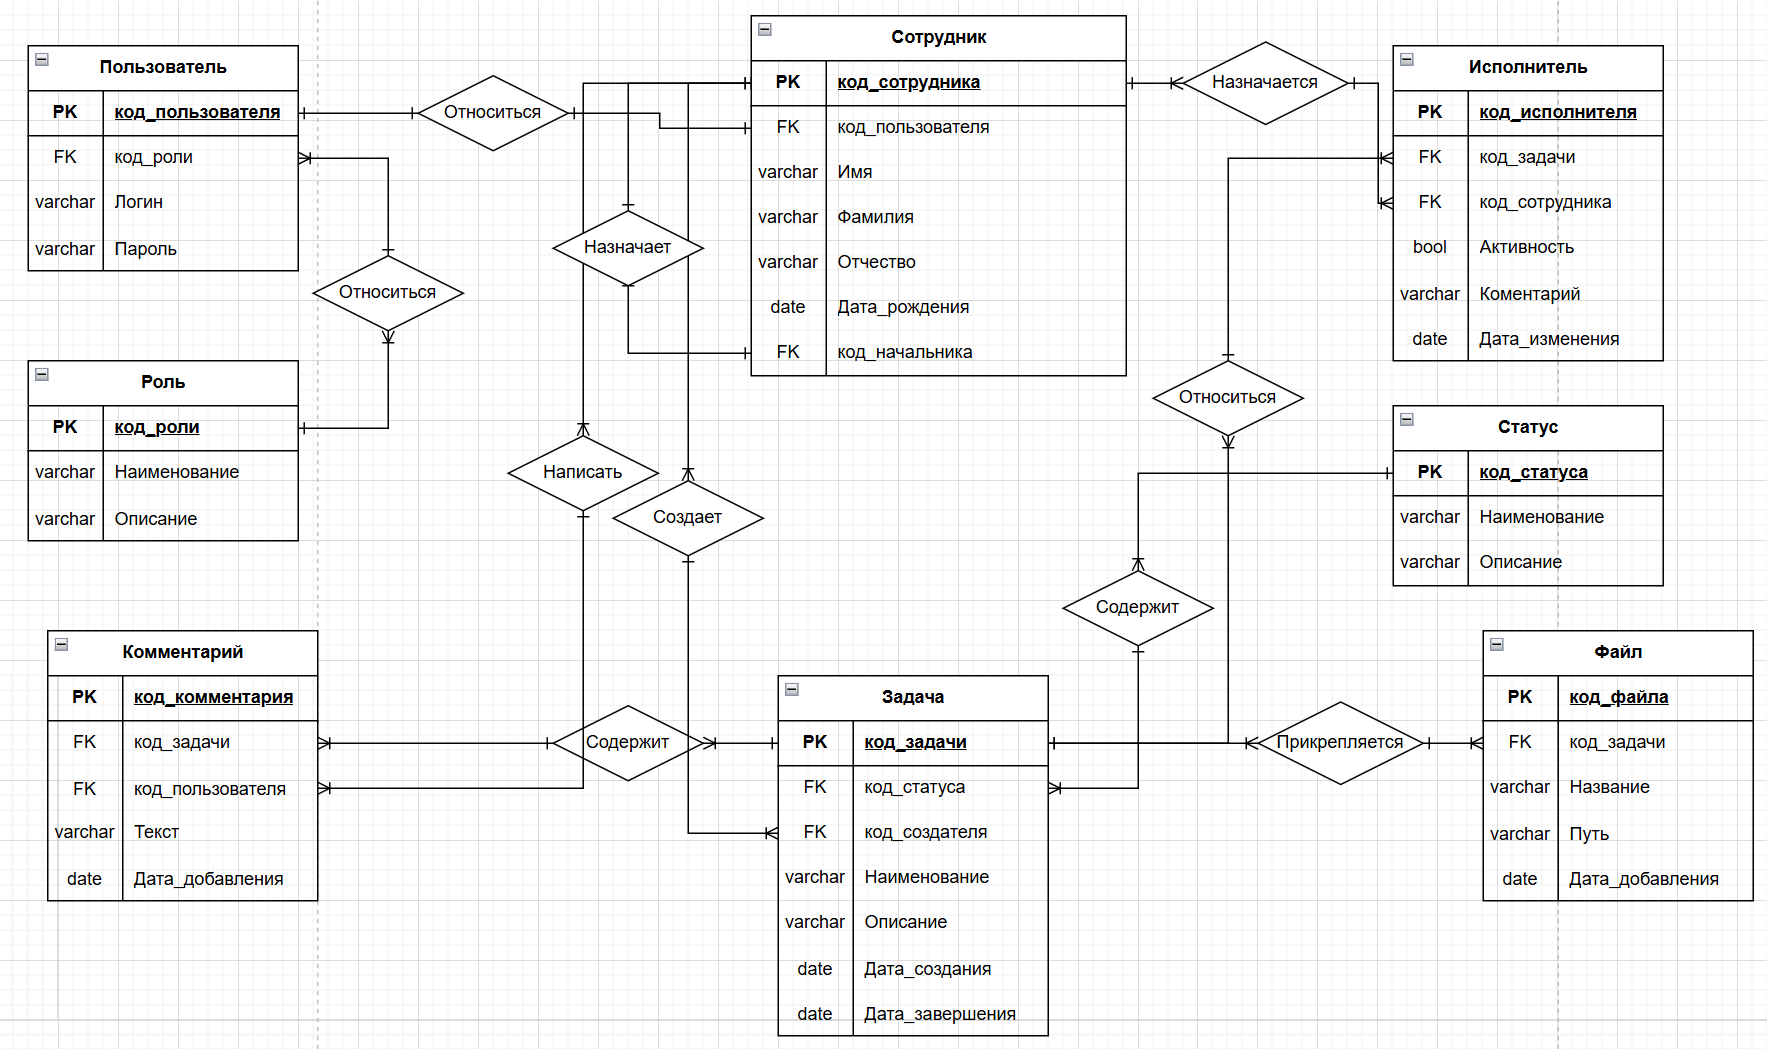 Пользователь
PK код_пользователя
FK код_роли
varchar Логин
varchar Пароль
Относиться
Относиться
Роль
PK код_роли
varchar Наименование
varchar Описание
Сотрудник
PK код_сотрудника
FK код_пользователя
varchar Имя
varchar Фамилия
varchar Отчество
date Дата_рождения
FK код_начальника
Назначает
Написать
Создает
Назначается
Исполнитель
PK код_исполнителя
FK код_задачи
FK код_сотрудника
bool Активность
varchar Коментарий
date Дата_изменения
Относиться
Статус
PK код_статуса
varchar Наименование
varchar Описание
Содержит
Комментарий
PK код_комментария
FK код_задачи
FK код_пользователя
varchar Текст
date Дата_добавления
Содержит
Задача
PK код_задачи
FK код_статуса
FK код_создателя
varchar Наименование
varchar Описание
date Дата_создания
date Дата_завершения
Прикрепляется
Файл
PK код_файла
FK код_задачи
varchar Название
varchar Путь
date Дата_добавления